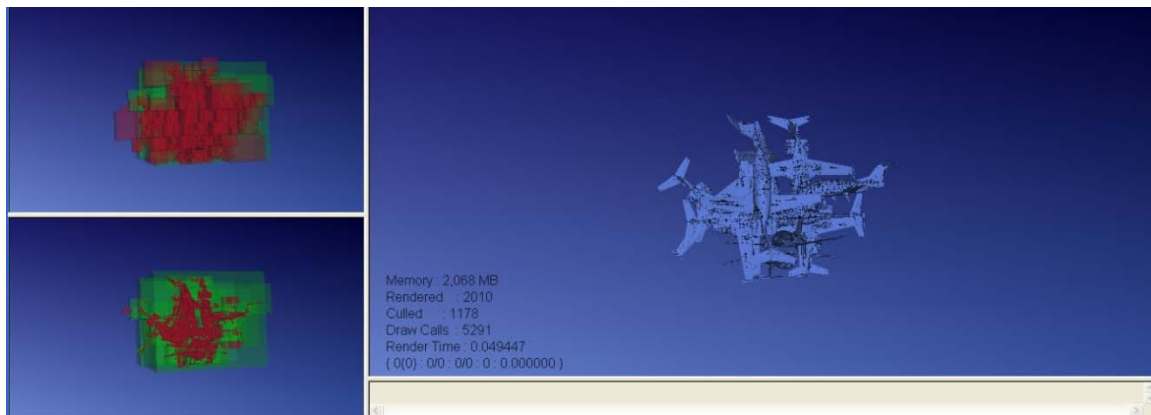 Memory : 2,068 MB
Rendered : 2010
Culled : 1178
Draw Calls : 5291
Render Time : 0.049447
{ 0(0) : 0/0 : 0/0 : 0 : 0.000000 }